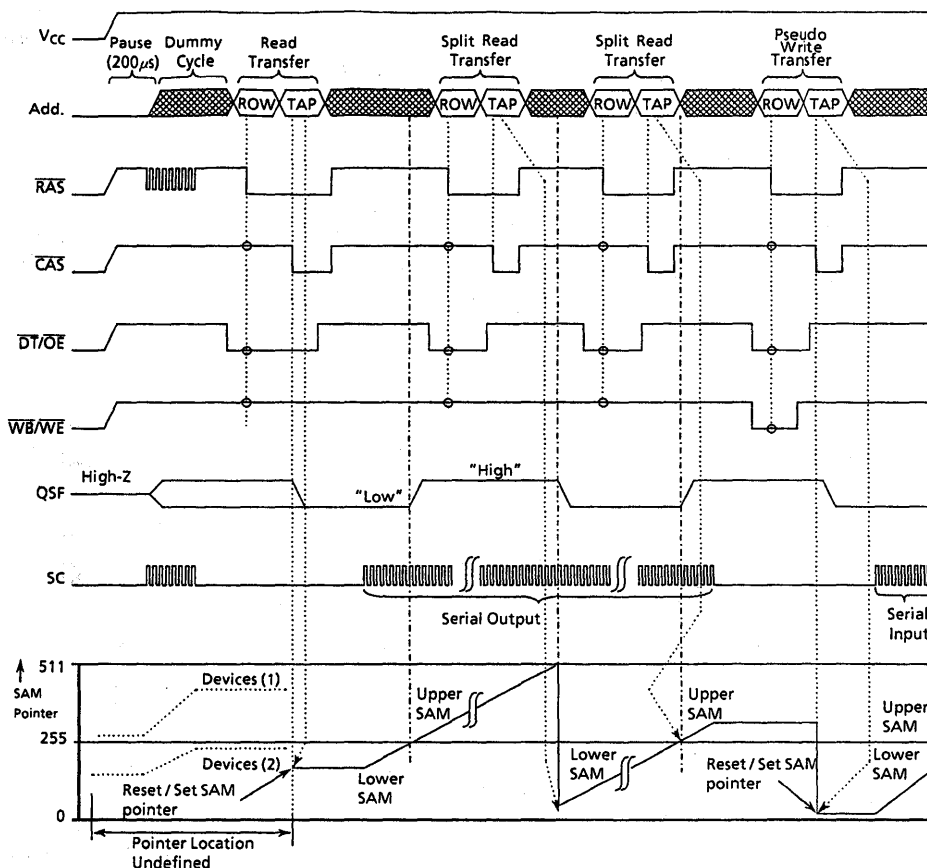 VCC
Pause
(200μs)
Dummy
Cycle
Read
Transfer
Split Read
Transfer
Split Read
Transfer
Pseudo
Write
Transfer
Add.
ROW
TAP
ROW
TAP
ROW
TAP
ROW
TAP
RAS
CAS
DT/OE
WB/WE
High-Z
QSF
"Low"
"High"
SC
Serial Output
Serial
Input
511
SAM
Pointer
255
0
Devices (1)
Devices (2)
Reset / Set SAM
pointer
Lower
SAM
Upper
SAM
Lower
SAM
Upper
SAM
Reset / Set SAM
pointer
Upper
SAM
Lower
SAM
Pointer Location
Undefined